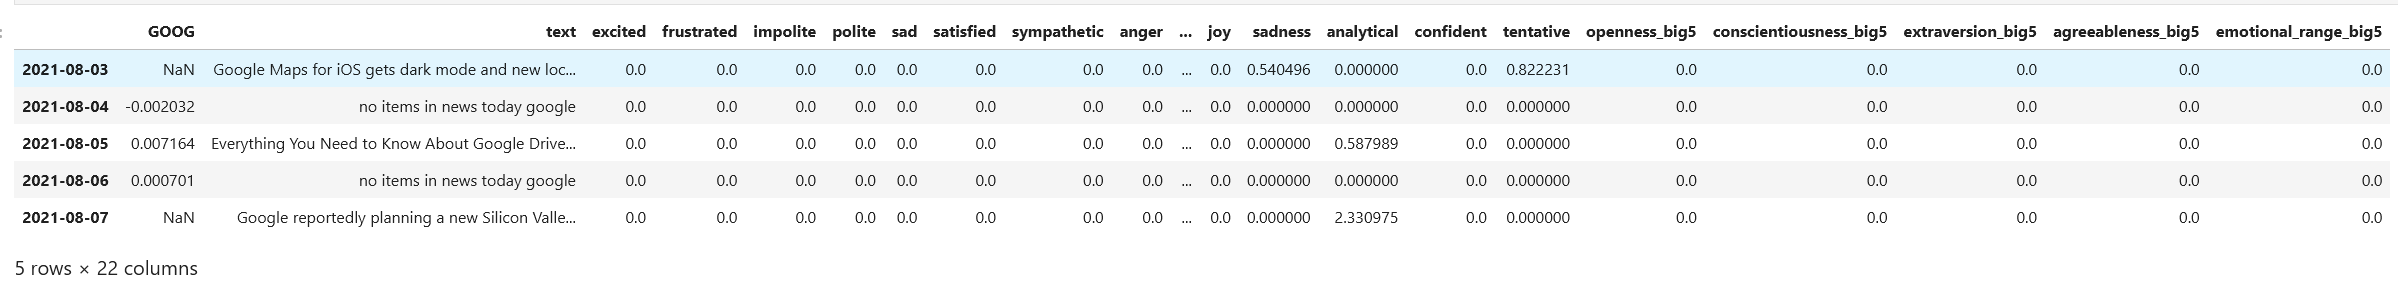 GOOG text excited frustrated impolite polite sad satisfied sympathetic anger ... joy sadness analytical confident tentative openness_big5 conscientiousness_big5 extraversion_big5 agreeableness_big5 emotional_range_big5
2021-08-03 NaN Google Maps for iOS gets dark mode and new loc... 0.0 0.0 0.0 0.0 0.0 0.0 0.0 0.0 ... 0.0 0.540496 0.000000 0.0 0.822231 0.0 0.0 0.0 0.0 0.0
2021-08-04 -0.002032 no items in news today google 0.0 0.0 0.0 0.0 0.0 0.0 0.0 0.0 ... 0.0 0.000000 0.000000 0.0 0.000000 0.0 0.0 0.0 0.0 0.0
2021-08-05 0.007164 Everything You Need to Know About Google Drive... 0.0 0.0 0.0 0.0 0.0 0.0 0.0 0.0 ... 0.0 0.000000 0.587989 0.0 0.000000 0.0 0.0 0.0 0.0 0.0
2021-08-06 0.000701 no items in news today google 0.0 0.0 0.0 0.0 0.0 0.0 0.0 0.0 ... 0.0 0.000000 0.000000 0.0 0.000000 0.0 0.0 0.0 0.0 0.0
2021-08-07 NaN Google reportedly planning a new Silicon Valle... 0.0 0.0 0.0 0.0 0.0 0.0 0.0 0.0 ... 0.0 0.000000 2.330975 0.0 0.000000 0.0 0.0 0.0 0.0 0.0
5 rows × 22 columns